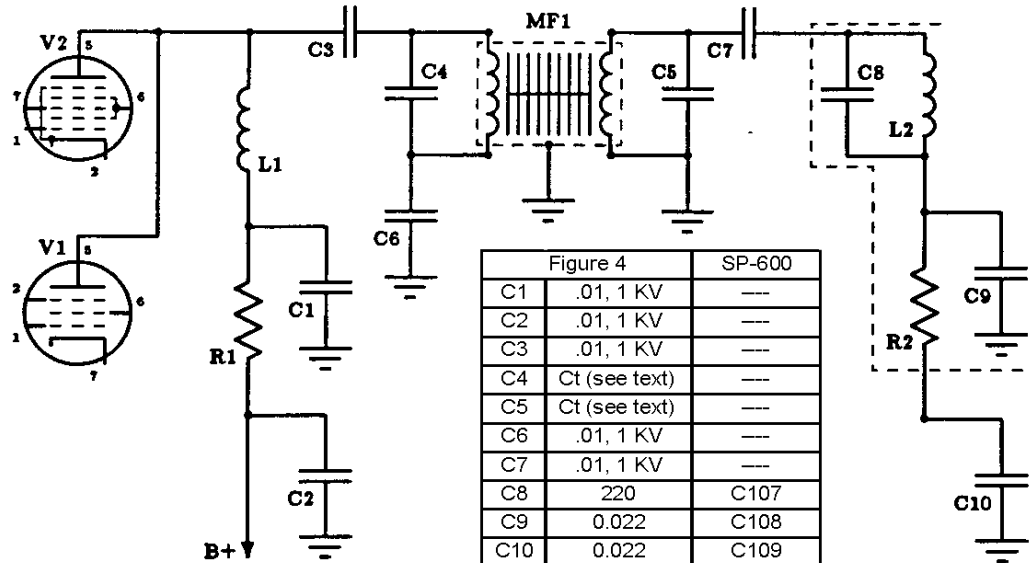 MF1
V2
5
7
6
1
2
C3
C4
C5
C7
C8
L2
L1
V1
5
2
6
1
7
C6
C1
R1
C9
R2
C2
C10
B+
Figure 4 SP-600
C1 .01, 1 KV ----
C2 .01, 1 KV ----
C3 .01, 1 KV ----
C4 Ct (see text) ----
C5 Ct (see text) ----
C6 .01, 1 KV ----
C7 .01, 1 KV ----
C8 220 C107
C9 0.022 C108
C10 0.022 C109